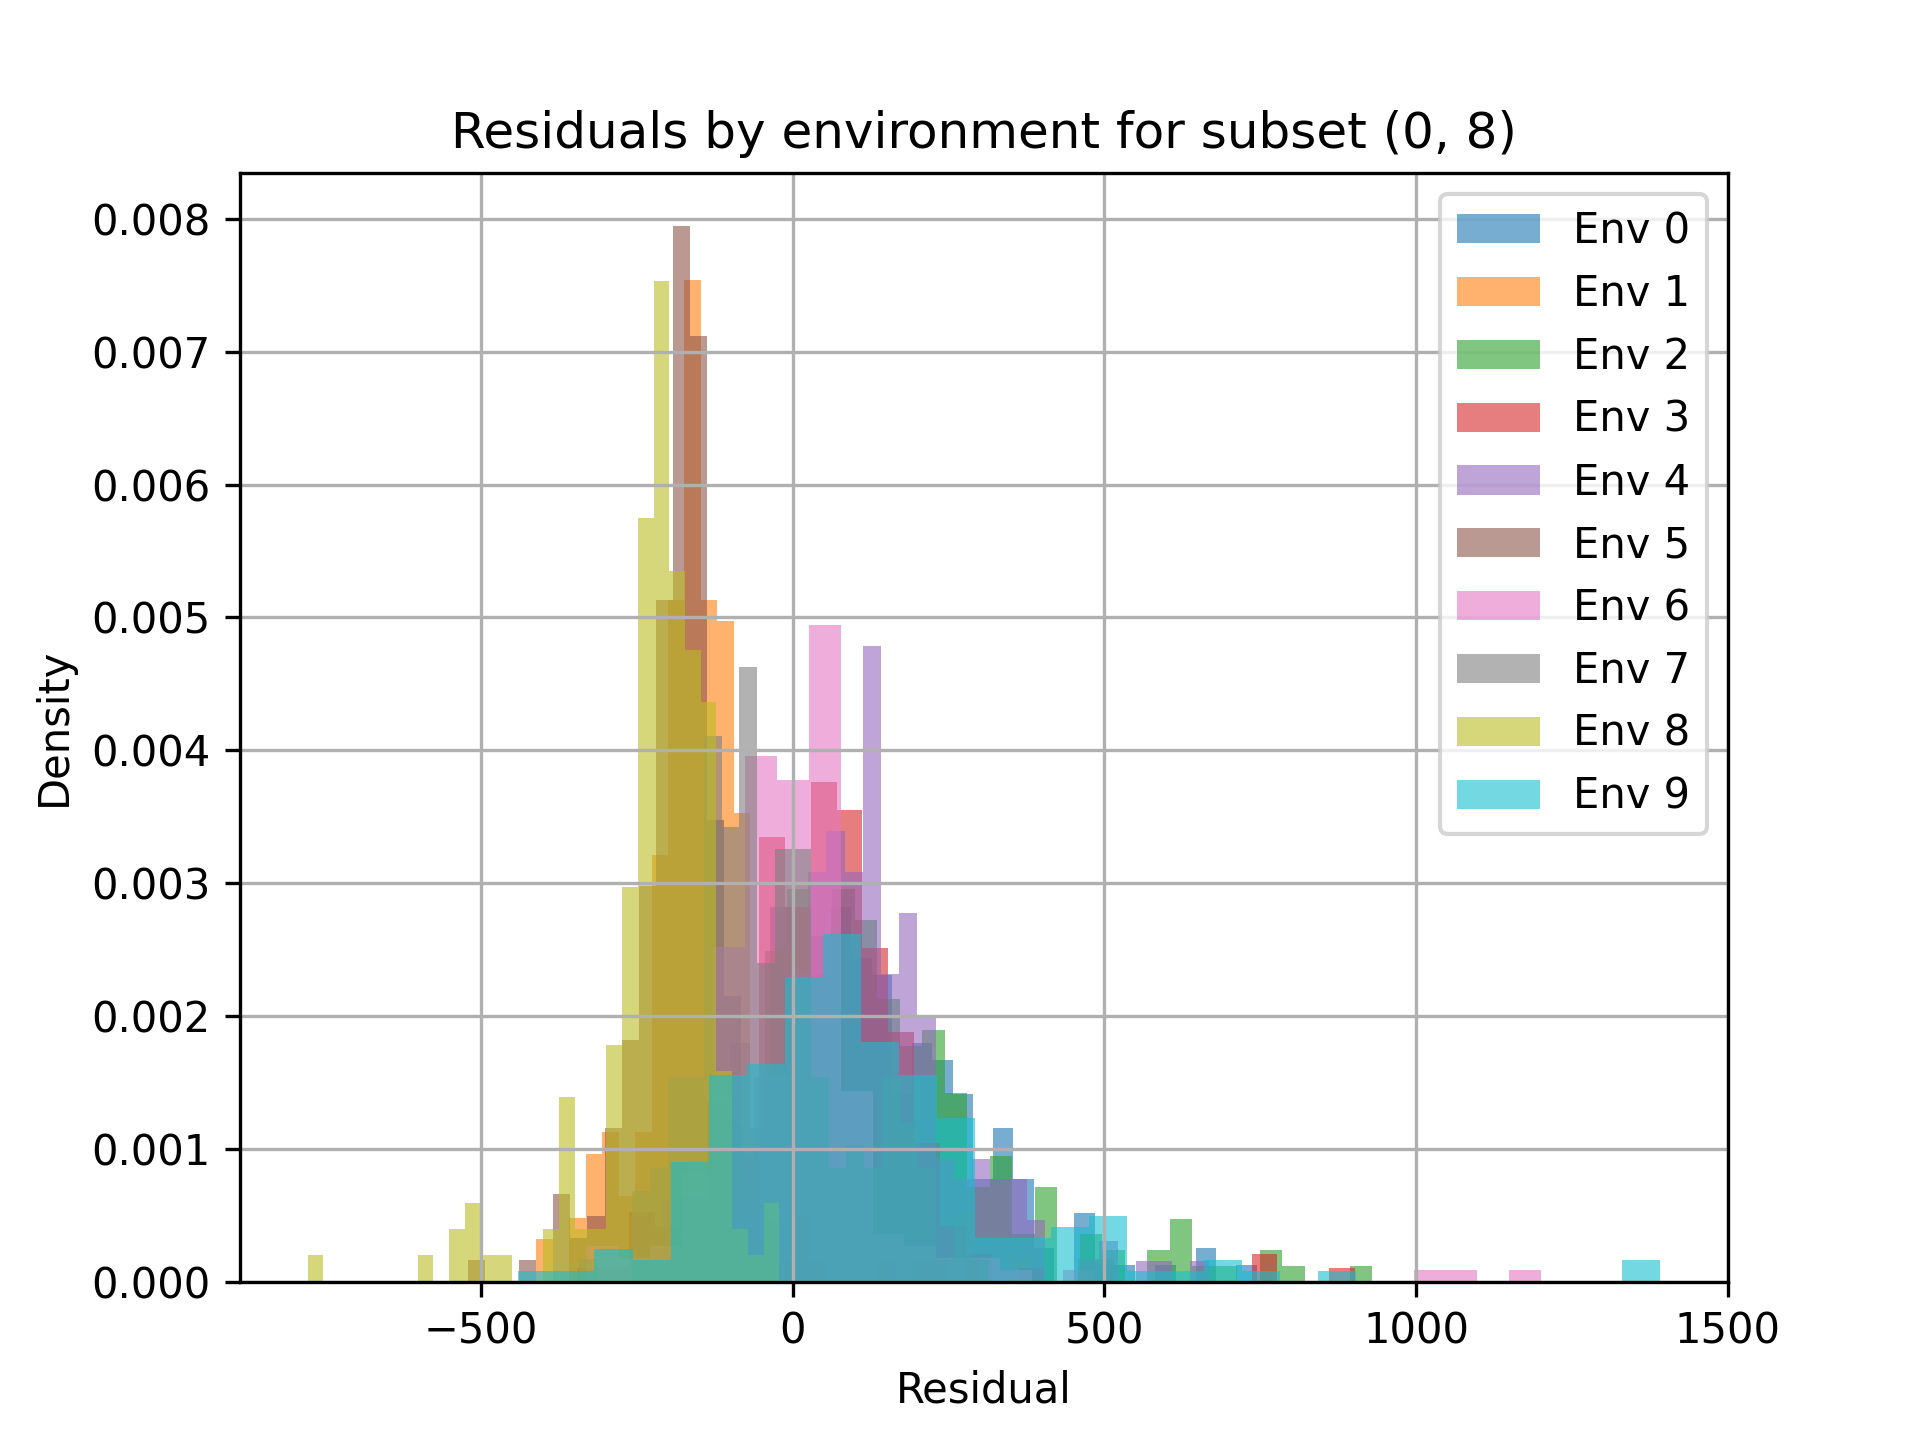 Residuals by environment for subset (0, 8)
0.008
0.007
0.006
0.005
0.004
0.003
0.002
0.001
0.000
Density
−500
0
500
1000
1500
Residual
Env 0
Env 1
Env 2
Env 3
Env 4
Env 5
Env 6
Env 7
Env 8
Env 9